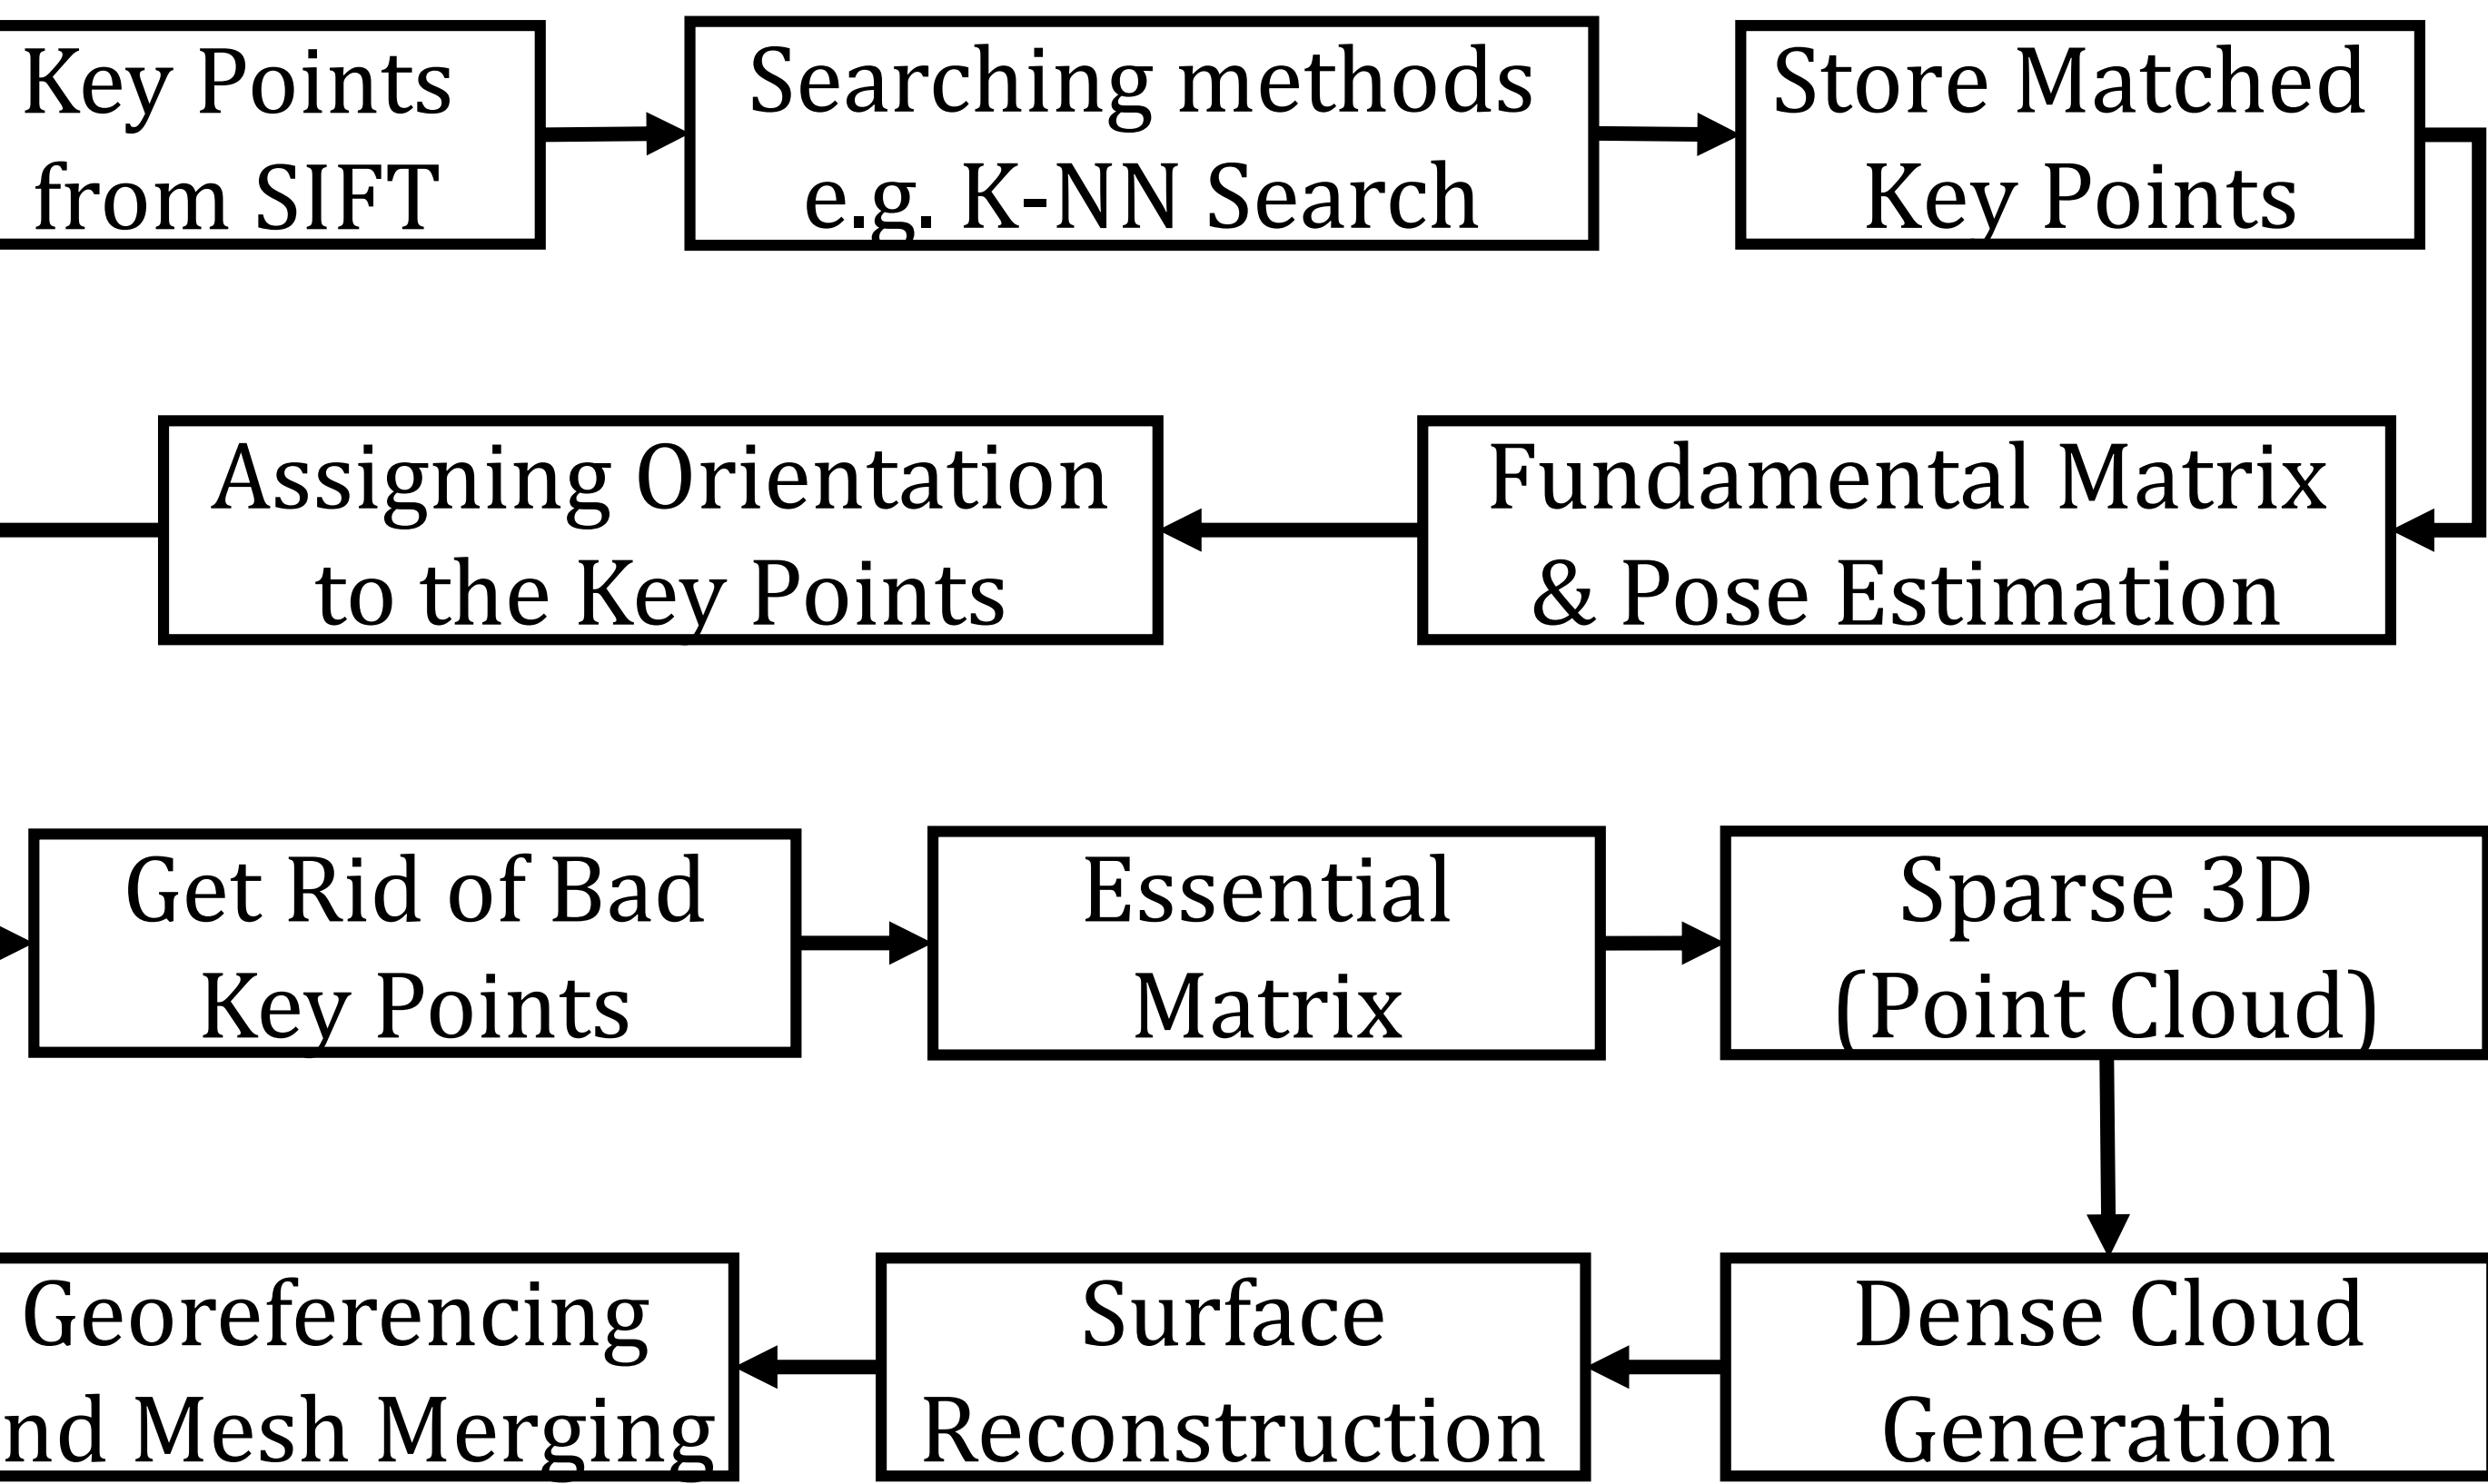 Key Points
from SIFT
Searching methods
e.g. K-NN Search
Store Matched
Key Points
Assigning Orientation
to the Key Points
Fundamental Matrix
& Pose Estimation
Get Rid of Bad
Key Points
Essential
Matrix
Sparse 3D
(PointCloud)
Georeferencing
nd Mesh Merging
Surface
Reconstruction
Dense Cloud
Generation